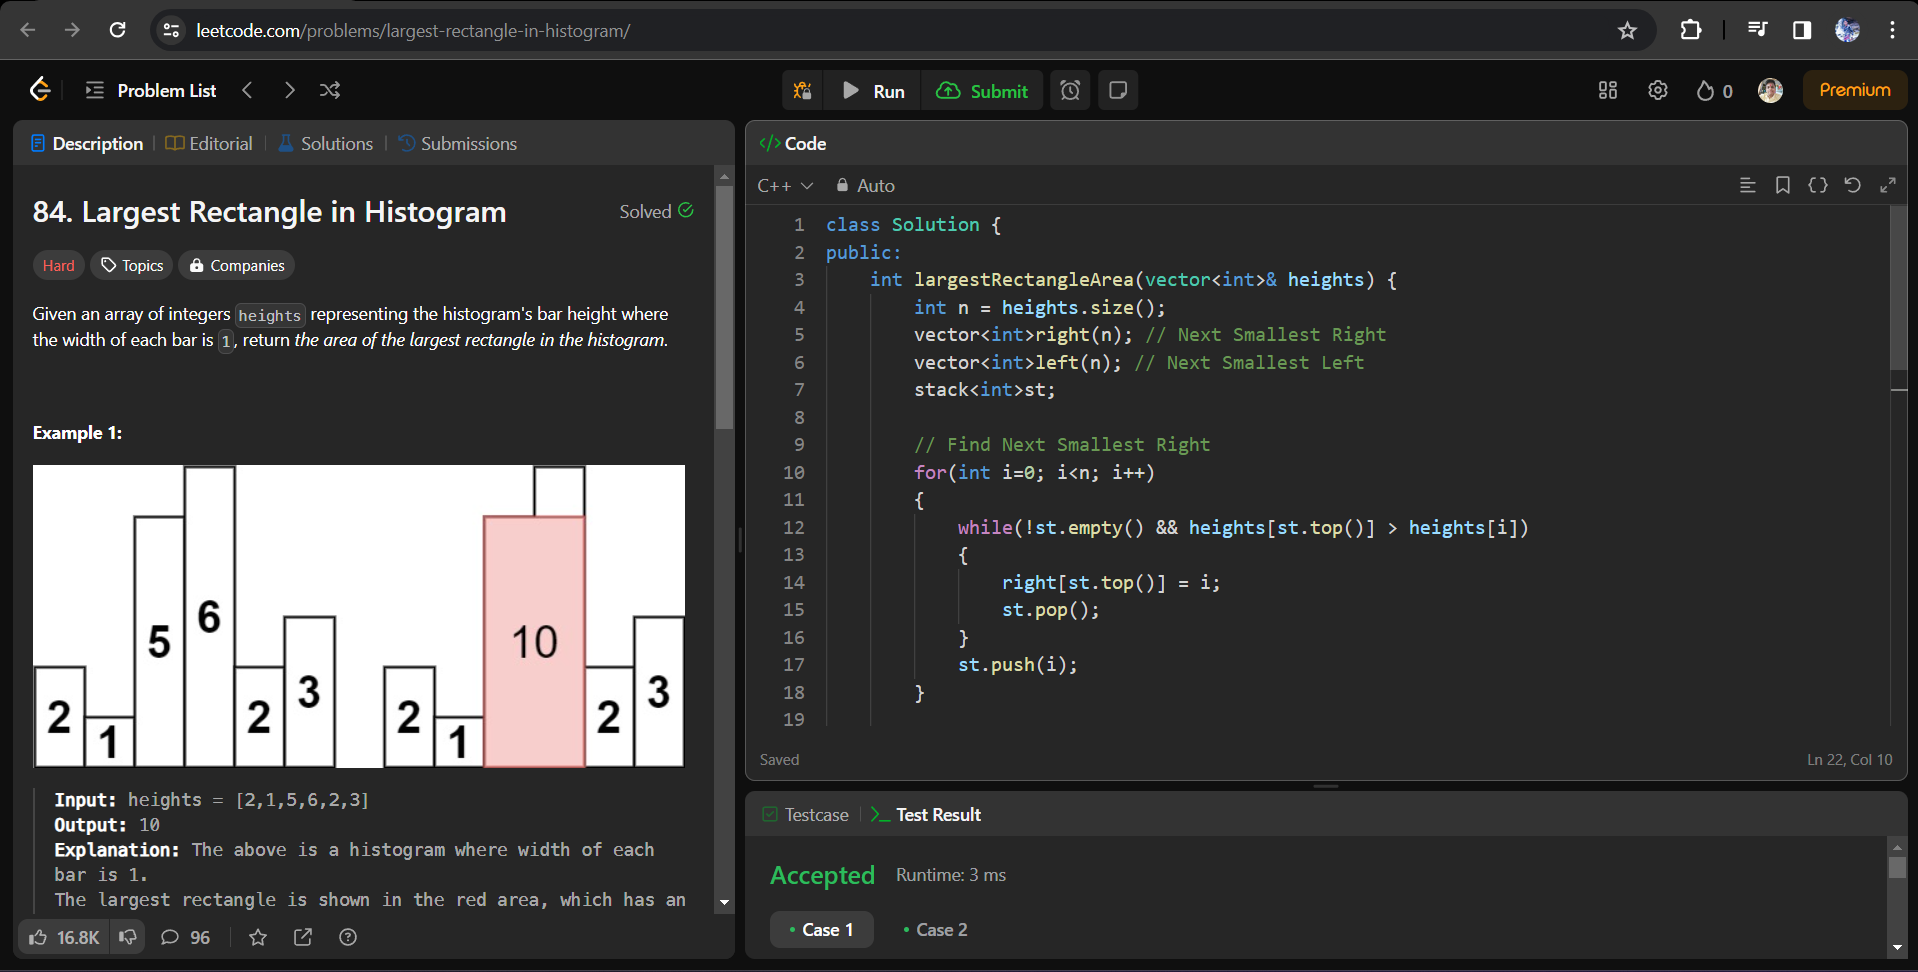 leetcode.com/problems/largest-rectangle-in-histogram/
Problem List
Run
Submit
0
Premium
Description
Editorial
Solutions
Submissions
84. Largest Rectangle in Histogram
Solved
Hard
Topics
Companies
Given an array of integers heights representing the histogram's bar height where
the width of each bar is 1, return the area of the largest rectangle in the histogram.
Example 1:
2
1
5
6
2
3
2
1
10
2
3
Input: heights = [2,1,5,6,2,3]
Output: 10
Explanation: The above is a histogram where width of each
bar is 1.
The largest rectangle is shown in the red area, which has an
16.8K
96
</> Code
C++
Auto
1 class Solution {
2 public:
3 int largestRectangleArea(vector<int>& heights) {
4 int n = heights.size();
5 vector<int>right(n); // Next Smallest Right
6 vector<int>left(n); // Next Smallest Left
7 stack<int>st;
8
9 // Find Next Smallest Right
10 for(int i=0; i<n; i++)
11 {
12 while(!st.empty() && heights[st.top()] > heights[i])
13 {
14 right[st.top()] = i;
15 st.pop();
16 }
17 st.push(i);
18 }
19
Saved
Ln 22, Col 10
Testcase
Test Result
Accepted
Runtime: 3 ms
• Case 1
• Case 2